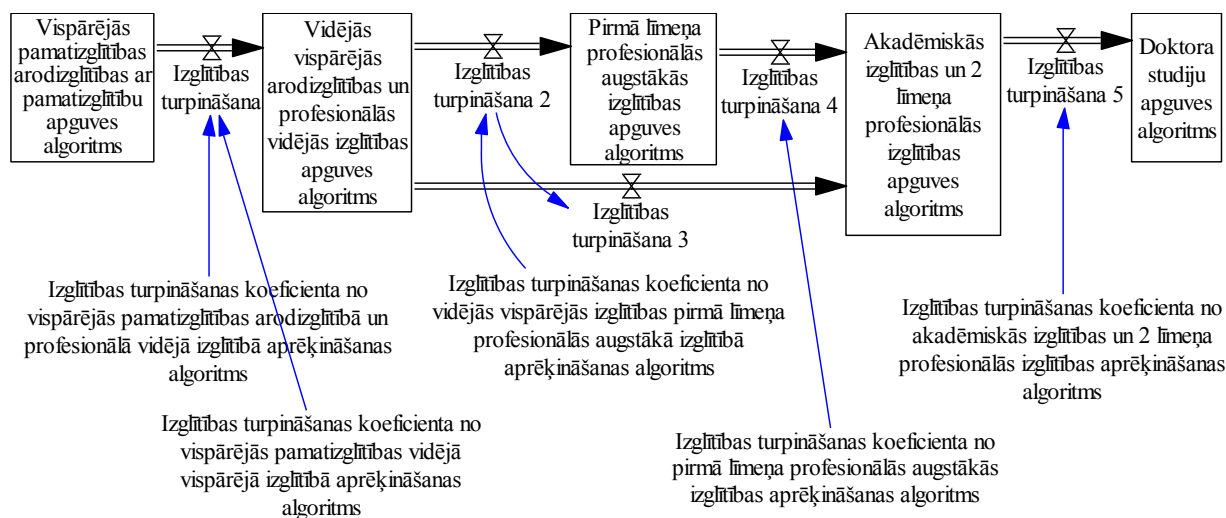 Vispārējās
pamatizglītības
arodizglītības ar
pamatizglītību
apguves
algoritms
Izglītības
turpināšana
Vidējās
vispārējās
arodizglītības un
profesionālās
vidējās izglītības
apguves
algoritms
Izglītības
turpināšana 2
Pirmā līmeņa
profesionālās
augstākās
izglītības
apguves
algoritms
Izglītības
turpināšana 4
Akadēmiskās
izglītības un 2
līmeņa
profesionālās
izglītības
apguves
algoritms
Izglītības
turpināšana 5
Doktora
studiju
apguves
algoritms
Izglītības
turpināšana 3
Izglītības turpināšanas koeficienta no
vispārējās pamatizglītības arodizglītībā un
profesionālā vidējā izglītībā aprēķināšanas
algoritms
Izglītības turpināšanas koeficienta no
vidējās vispārējās izglītības pirmā līmeņa
profesionālās augstākā izglītībā
aprēķināšanas algoritms
Izglītības turpināšanas koeficienta no
akadēmiskās izglītības un 2 līmeņa
profesionālās izglītības aprēķināšanas
algoritms
Izglītības turpināšanas koeficienta no
vispārējās pamatizglītības vidējā
vispārējā izglītībā aprēķināšanas
algoritms
Izglītības turpināšanas koeficienta no
pirmā līmeņa profesionālās augstākās
izglītības aprēķināšanas algoritms